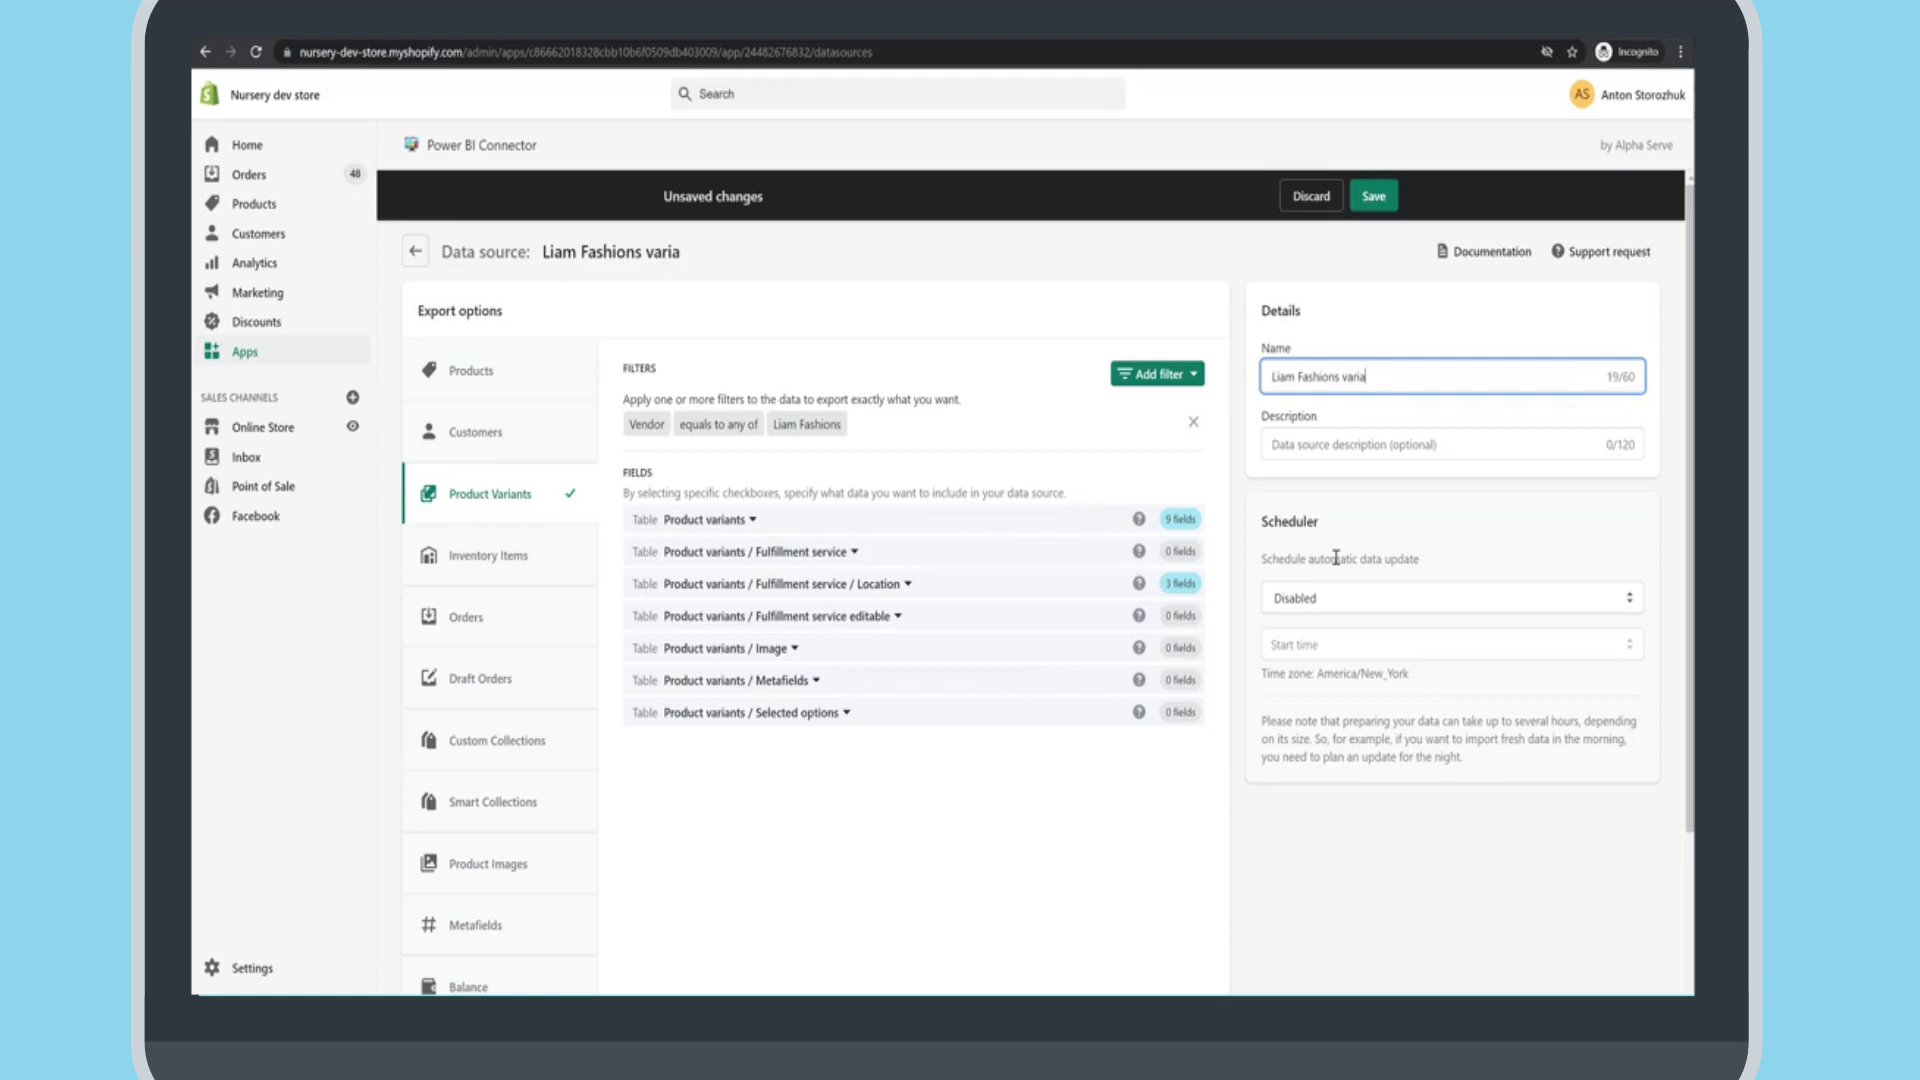 nursery-dev-store.myshopify.com/admin/apps/c86662018328cbb10b6f0509db403009/app/24482676832/datasources
Incognito
Nursery dev store
Search
AS
Anton Storozhuk
Home
Orders
48
Products
Customers
Analytics
Marketing
Discounts
Apps
SALES CHANNELS
Online Store
Inbox
Point of Sale
Facebook
Settings
Power BI Connector
by Alpha Serve
Unsaved changes
Discard
Save
Data source: Liam Fashions varia
Documentation
Support request
Export options
Products
Customers
Product Variants
Inventory Items
Orders
Draft Orders
Custom Collections
Smart Collections
Product Images
Metafields
Balance
FILTERS
Add filter
Apply one or more filters to the data to export exactly what you want.
Vendor equals to any of Liam Fashions
FIELDS
By selecting specific checkboxes, specify what data you want to include in your data source.
Table Product variants 9 fields
Table Product variants / Fulfillment service 0 fields
Table Product variants / Fulfillment service / Location 3 fields
Table Product variants / Fulfillment service editable 0 fields
Table Product variants / Image 0 fields
Table Product variants / Metafields 0 fields
Table Product variants / Selected options 0 fields
Details
Name
Liam Fashions varia 19/60
Description
Data source description (optional) 0/120
Scheduler
Schedule automatic data update
Disabled
Start time
Time zone: America/New_York
Please note that preparing your data can take up to several hours, depending
on its size. So, for example, if you want to import fresh data in the morning,
you need to plan an update for the night.